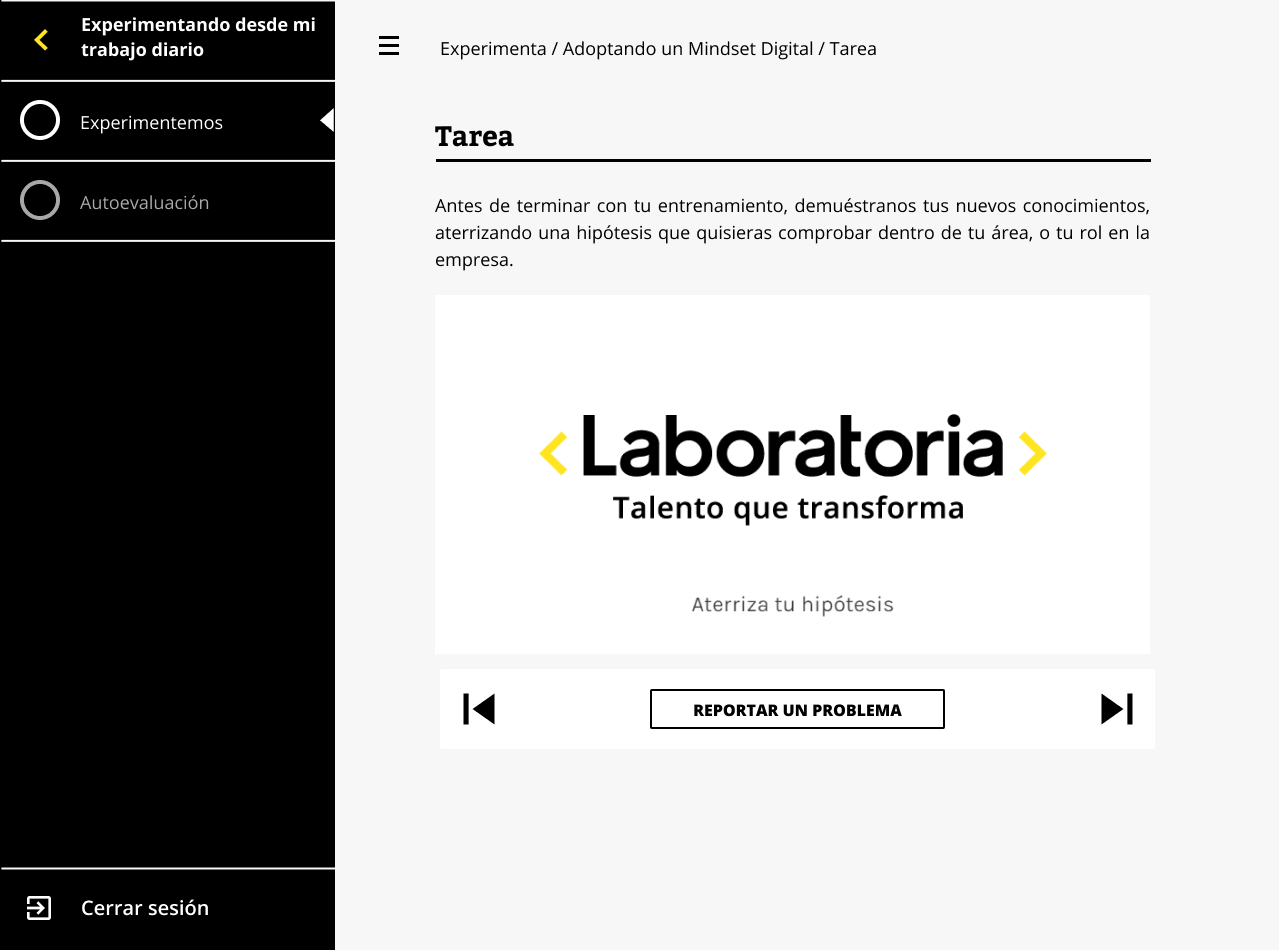 Experimentando desde mi
trabajo diario
Experimentemos
Autoevaluación
Cerrar sesión
Experimenta / Adoptando un Mindset Digital / Tarea
Tarea
Antes de terminar con tu entrenamiento, demuéstranos tus nuevos conocimientos,
aterrizando una hipótesis que quisieras comprobar dentro de tu área, o tu rol en la
empresa.
<Laboratoria>
Talento que transforma
Aterriza tu hipótesis
REPORTAR UN PROBLEMA